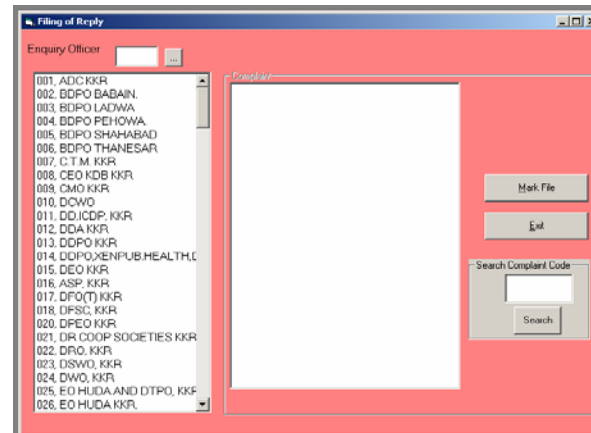 Filing of Reply
Enquiry Officer
...
001, ADC KKR
002, BDPO BABAIN.
003, BDPO LADWA
004, BDPO PEHOWA.
005, BDPO SHAHABAD
006, BDPO THANESAR
007, C.T.M. KKR
008, CEO KDB KKR
009, CMO KKR
010, DCWO
011, DD.ICDP, KKR
012, DDA KKR
013, DDPO KKR
014, DDPO,XENPUB.HEALTH,D
015, DEO KKR
016, ASP, KKR
017, DFO(T) KKR
018, DFSC, KKR
020, DPEO KKR
021, DR.COOP SOCIETIES KKR
022, DRO, KKR
023, DSWO, KKR
024, DWO, KKR
025, EO HUDA AND DTPO, KKR
026, EO HUDA KKR.
Complaint
Mark File
Exit
Search Complaint Code
Search